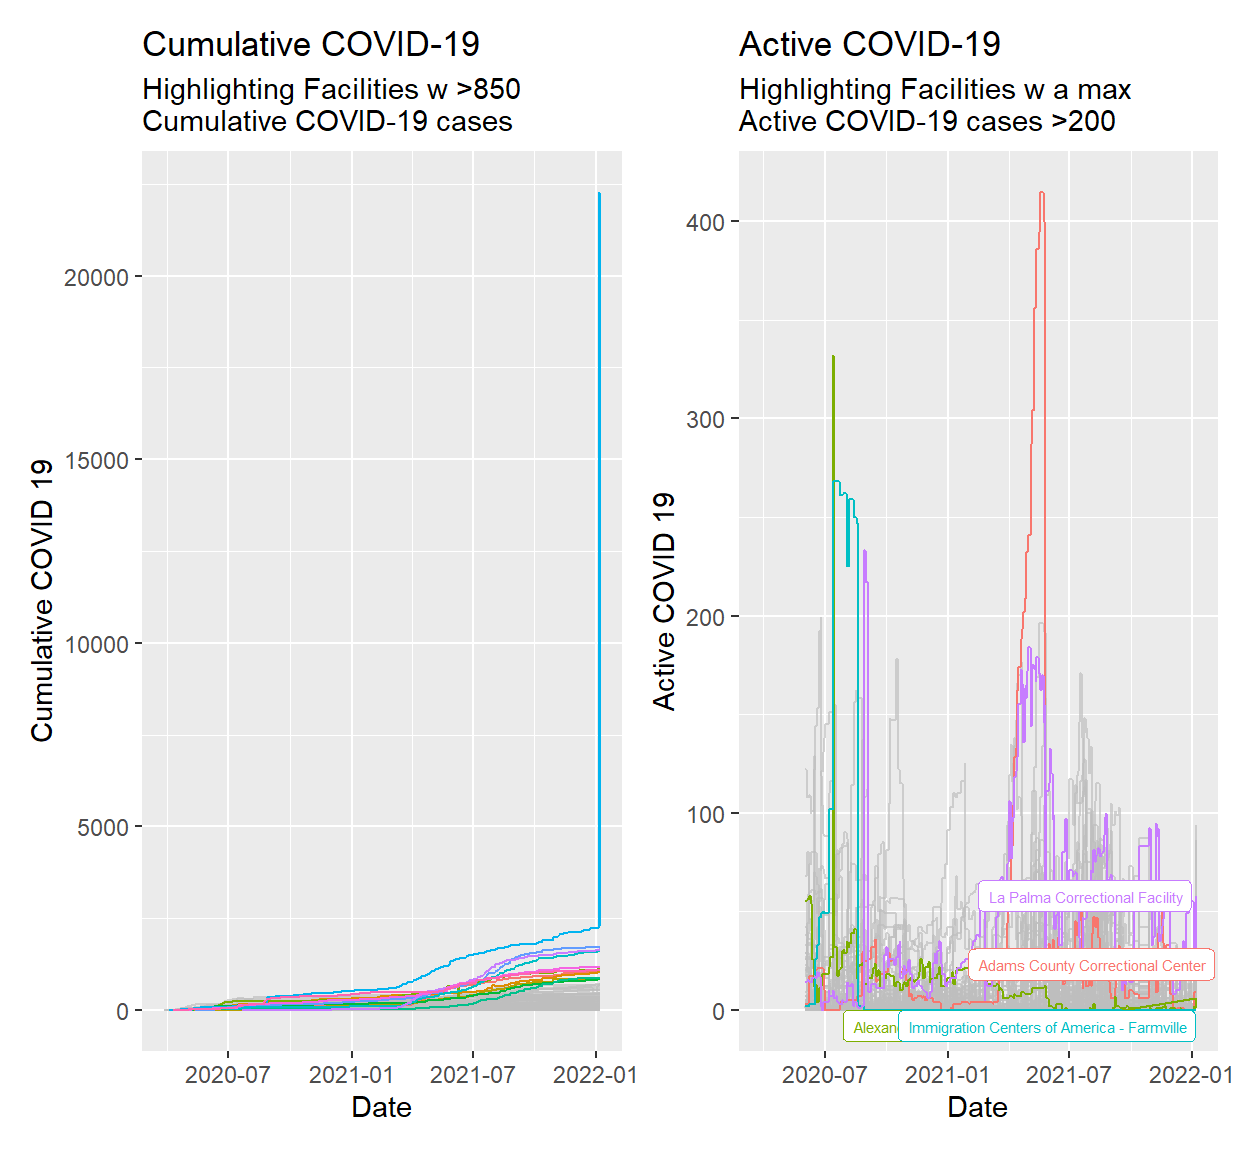 Cumulative COVID-19
Highlighting Facilities w >850
Cumulative COVID-19 cases
Cumulative COVID 19
20000
15000
10000
5000
0
2020-07
2021-01
2021-07
2022-01
Date
Active COVID-19
Highlighting Facilities w a max
Active COVID-19 cases >200
Active COVID 19
400
300
200
100
0
La Palma Correctional Facility
Adams County Correctional Center
Alexan
Immigration Centers of America - Farmville
2020-07
2021-01
2021-07
2022-01
Date